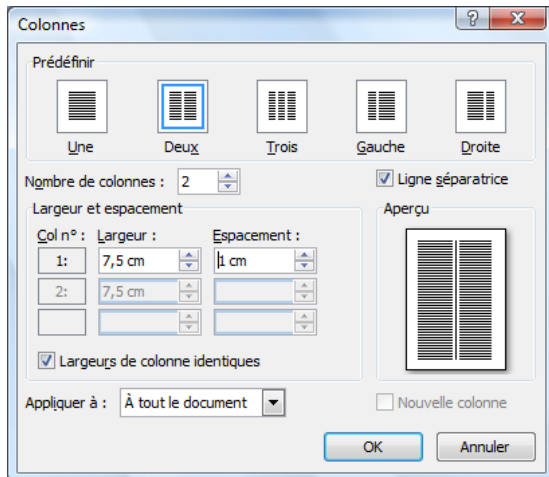 Colonnes
Prédéfinir
Une Deux Trois Gauche Droite
Nombre de colonnes : 2 Ligne séparatrice
Largeur et espacement Aperçu
Col n° : Largeur : Espacement :
1: 7,5 cm 1 cm
2: 7,5 cm
Largeurs de colonne identiques
Appliquer à : À tout le document Nouvelle colonne
OK Annuler